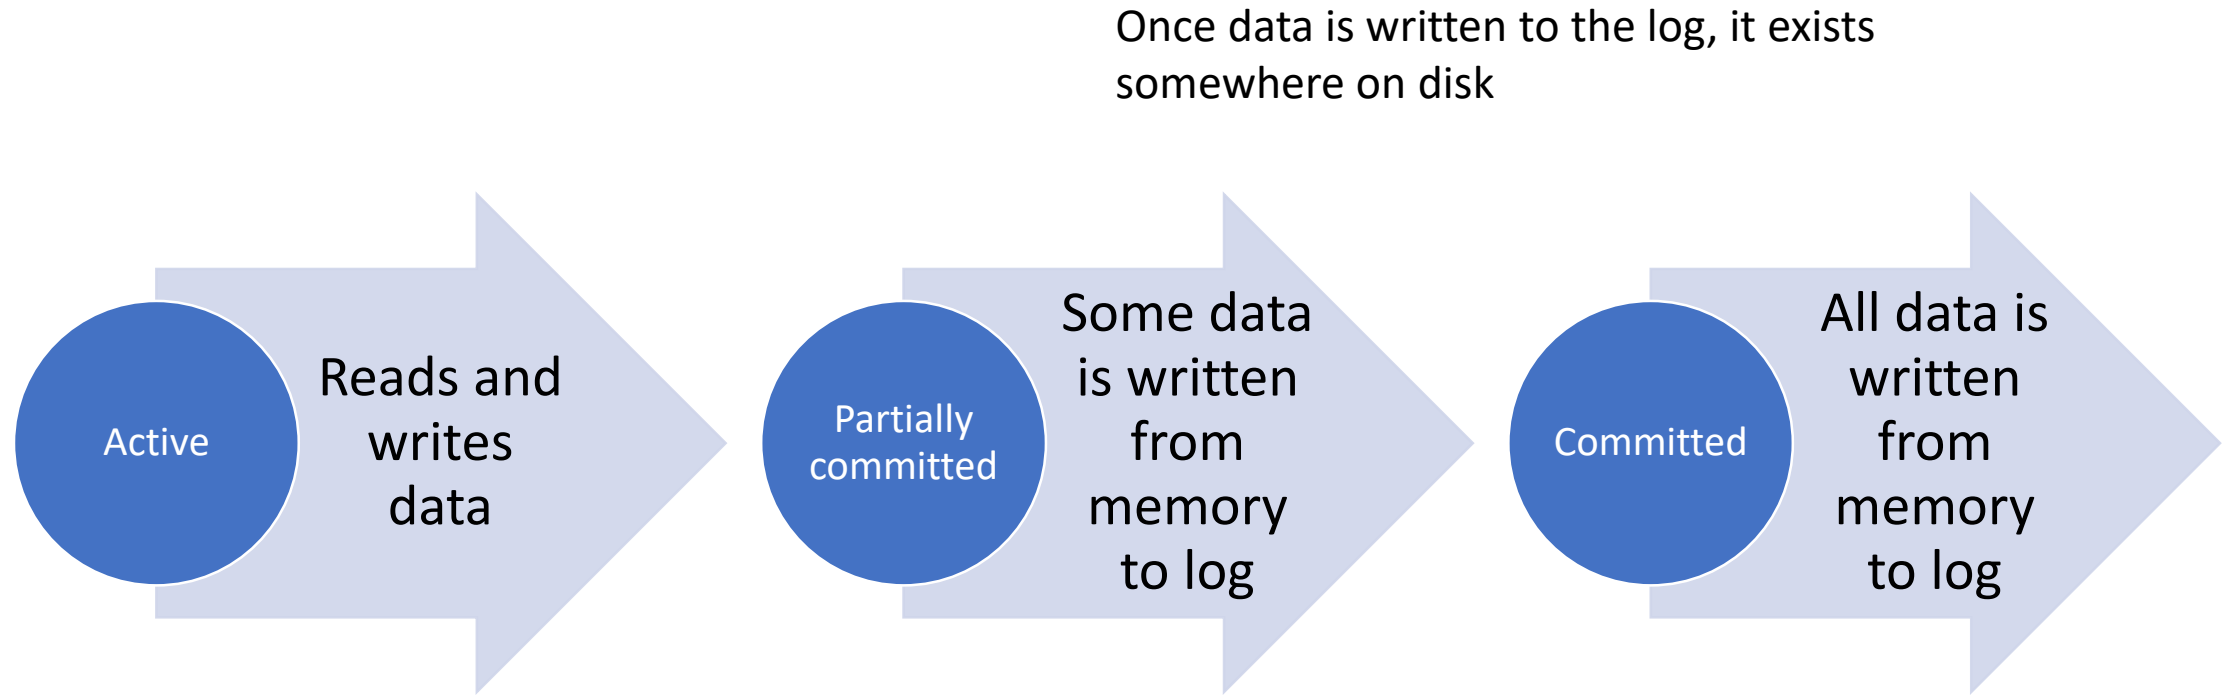 Once data is written to the log, it exists
somewhere on disk
Active
Reads and
writes
data
Partially
committed
Some data
is written
from
memory
to log
Committed
All data is
written
from
memory
to log